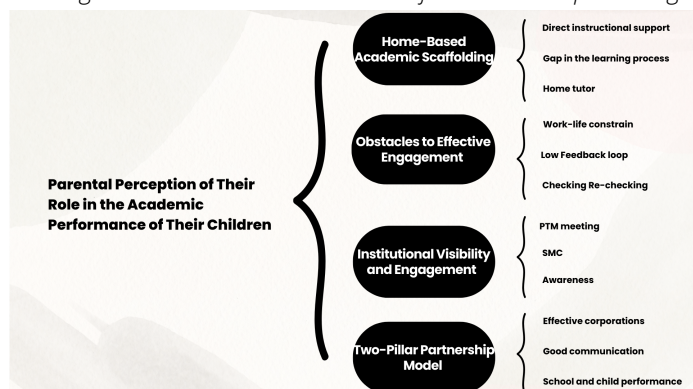 Parental Perception of Their
Role in the Academic
Performance of Their Children
Home-Based
Academic Scaffolding
Direct instructional support
Gap in the learning process
Home tutor
Obstacles to Effective
Engagement
Work-life constrain
Low Feedback loop
Checking Re-checking
Institutional Visibility
and Engagement
PTM meeting
SMC
Awareness
Two-Pillar Partnership
Model
Effective corporations
Good communication
School and child performance